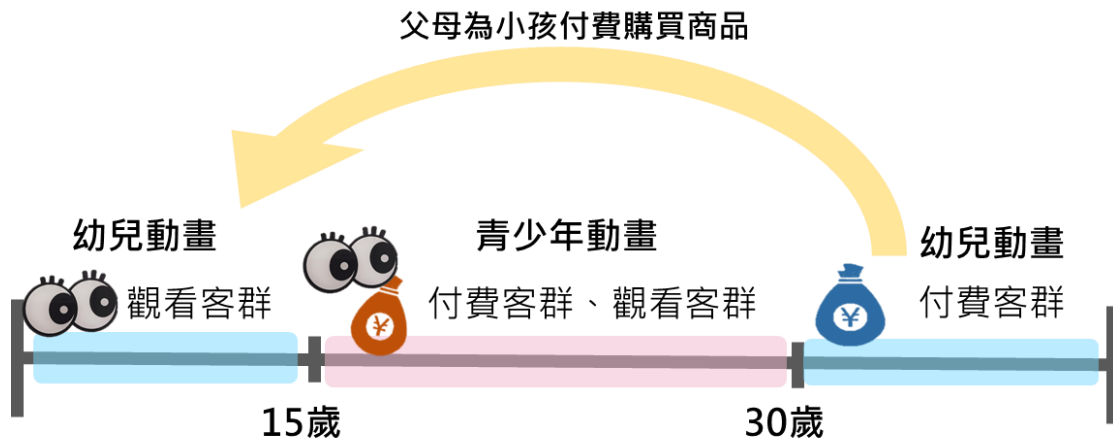 父母為小孩付費購買商品
幼兒動畫
觀看客群
青少年動畫
付費客群、觀看客群
幼兒動畫
付費客群
¥
¥
15歲
30歲